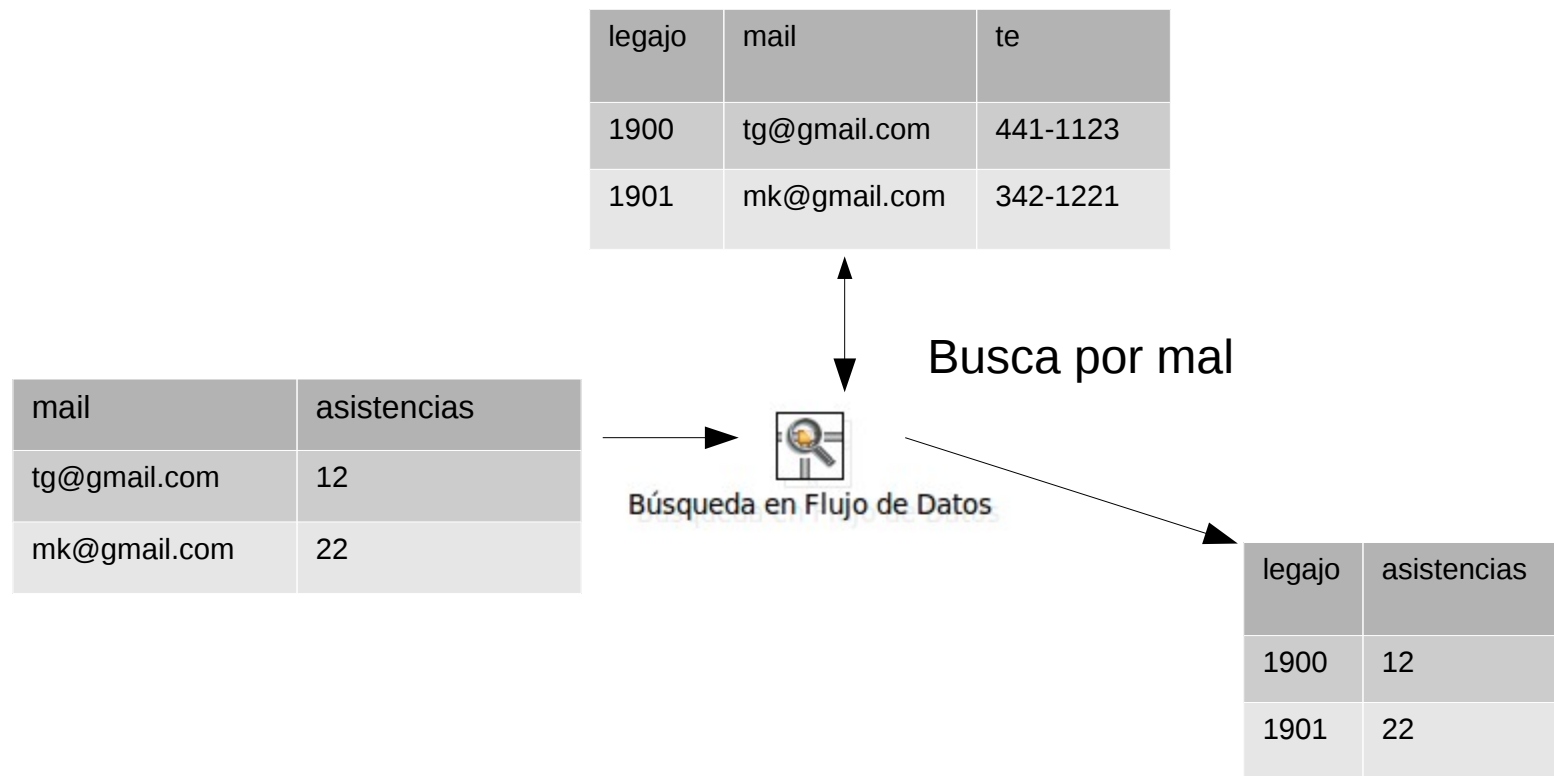 legajo mail te
1900 tg@gmail.com 441-1123
1901 mk@gmail.com 342-1221
Busca por mal
mail asistencias
tg@gmail.com 12
mk@gmail.com 22
Búsqueda en Flujo de Datos
legajo asistencias
1900 12
1901 22